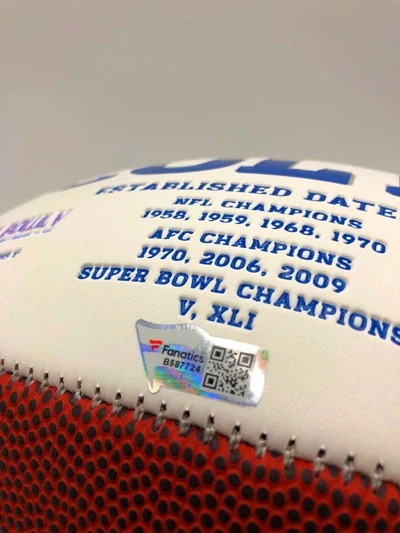 COLT
ESTABLISHED DATE
NFL CHAMPIONS
1958, 1959, 1968, 1970
AFC CHAMPIONS
1970, 2006, 2009
SUPER BOWL CHAMPIONS
V, XLI
Fanatics
B587724